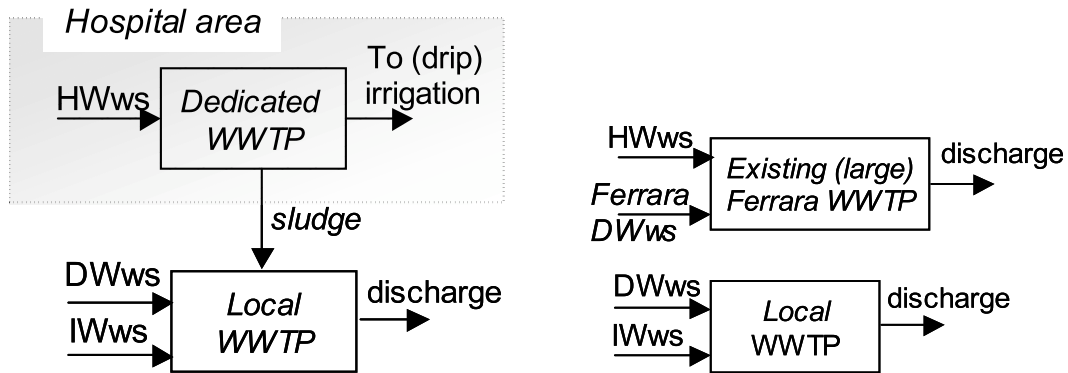 Hospital area
HWws
Dedicated
WWTP
To (drip)
irrigation
sludge
DWws
IWws
Local
WWTP
discharge
HWws
Ferrara
DWws
Existing (large)
Ferrara WWTP
discharge
DWws
IWws
Local
WWTP
discharge